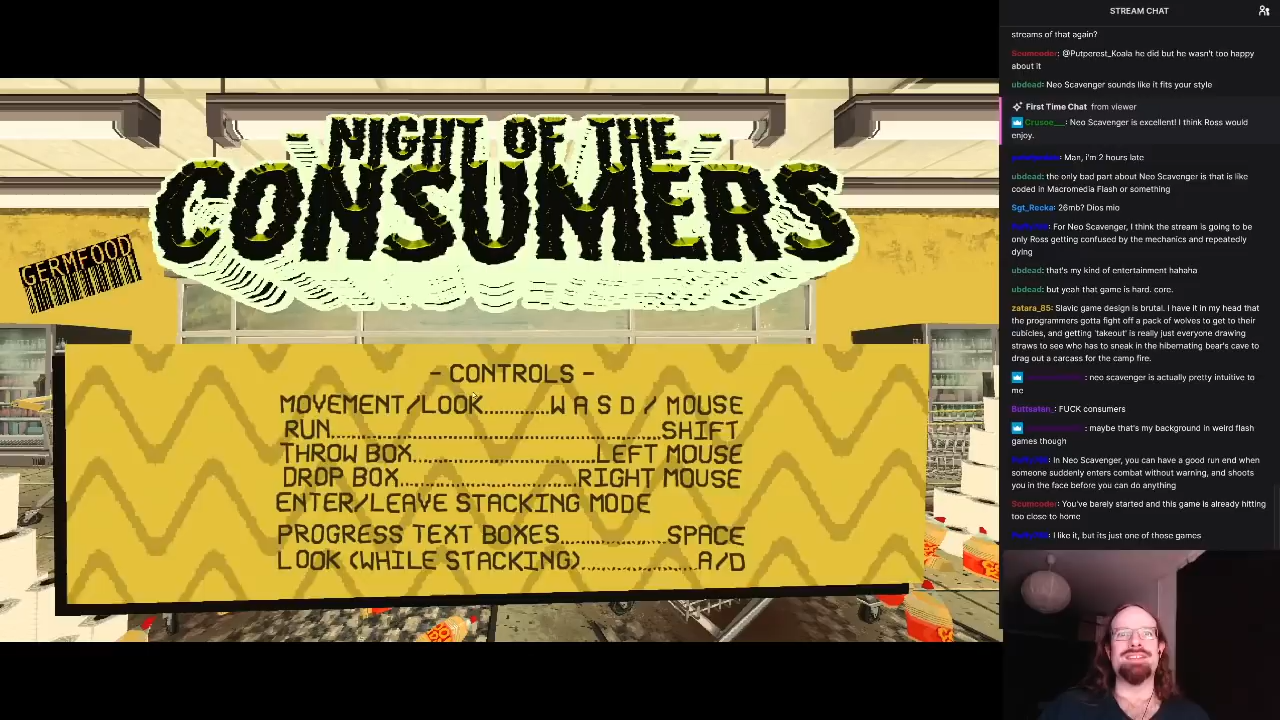 - NIGHT OF THE -
CONSUMERS
GERMFOOD
- CONTROLS -
MOVEMENT/LOOK...........W A S D / MOUSE
RUN.......................................................SHIFT
THROW BOX...............................LEFT MOUSE
DROP BOX..............................RIGHT MOUSE
ENTER/LEAVE STACKING MODE
PROGRESS TEXT BOXES..................SPACE
LOOK (WHILE STACKING)....................A/D
STREAM CHAT
streams of that again?
Scumcoder: @Putperest_Koala he did but he wasn't too happy
about it
ubdead: Neo Scavenger sounds like it fits your style
First Time Chat from viewer
Crusoe___: Neo Scavenger is excellent! I think Ross would
enjoy.
: Man, i'm 2 hours late
ubdead: the only bad part about Neo Scavenger is that is like
coded in Macromedia Flash or something
Sgt_Recka: 26mb? Dios mio
: For Neo Scavenger, I think the stream is going to be
only Ross getting confused by the mechanics and repeatedly
dying
ubdead: that's my kind of entertainment hahaha
ubdead: but yeah that game is hard. core.
zatara_85: Slavic game design is brutal. I have it in my head that
the programmers gotta fight off a pack of wolves to get to their
cubicles, and getting 'takeout' is really just everyone drawing
straws to see who has to sneak in the hibernating bear's cave to
drag out a carcass for the camp fire.
: neo scavenger is actually pretty intuitive to
me
Battsatan_: FUCK consumers
: maybe that's my background in weird flash
games though
: In Neo Scavenger, you can have a good run end when
someone suddenly enters combat without warning, and shoots
you in the face before you can do anything
Scumcoder: You've barely started and this game is already hitting
too close to home
: I like it, but its just one of those games